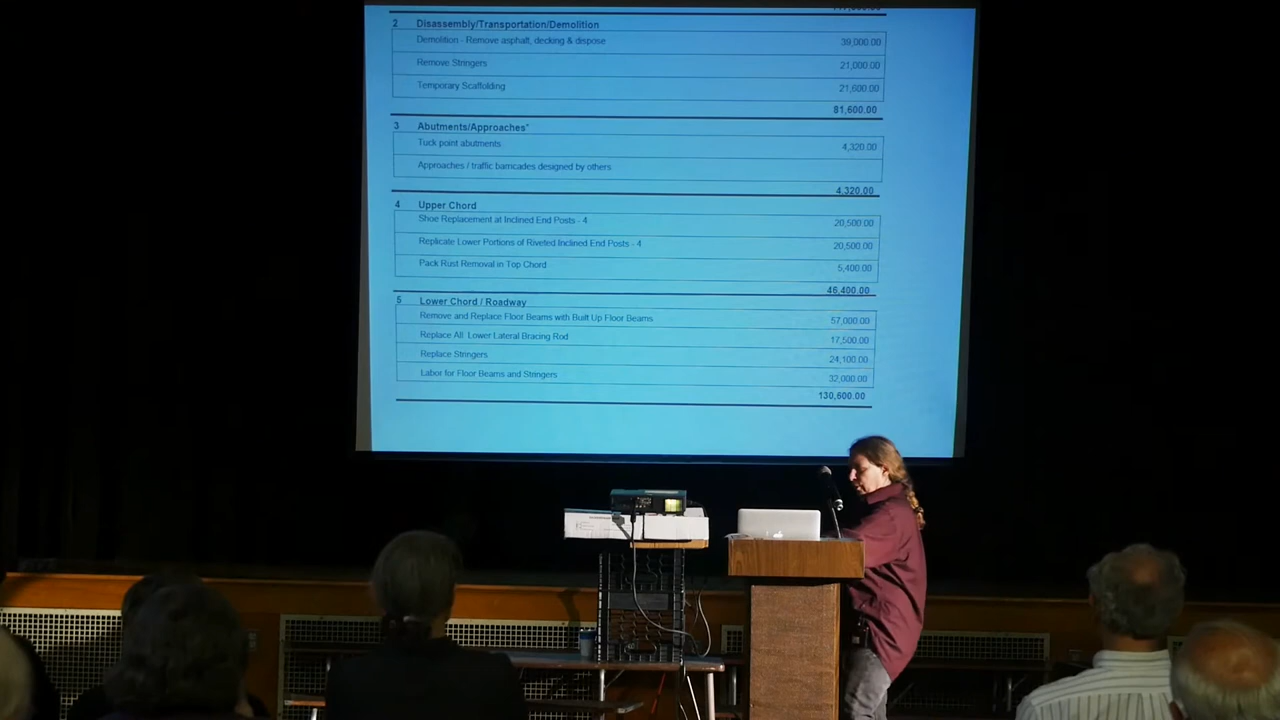 2 Disassembly/Transportation/Demolition
Demolition - Remove asphalt, decking & dispose 39,000.00
Remove Stringers 21,000.00
Temporary Scaffolding 21,600.00
81,600.00
3 Abutments/Approaches*
Tuck point abutments 4,320.00
Approaches / traffic barricades designed by others
4,320.00
4 Upper Chord
Shoe Replacement at Inclined End Posts - 4 20,500.00
Replicate Lower Portions of Riveted Inclined End Posts - 4 20,500.00
Pack Rust Removal in Top Chord 5,400.00
46,400.00
5 Lower Chord / Roadway
Remove and Replace Floor Beams with Built Up Floor Beams 57,000.00
Replace All Lower Lateral Bracing Rod 17,500.00
Replace Stringers 24,100.00
Labor for Floor Beams and Stringers 32,000.00
130,600.00